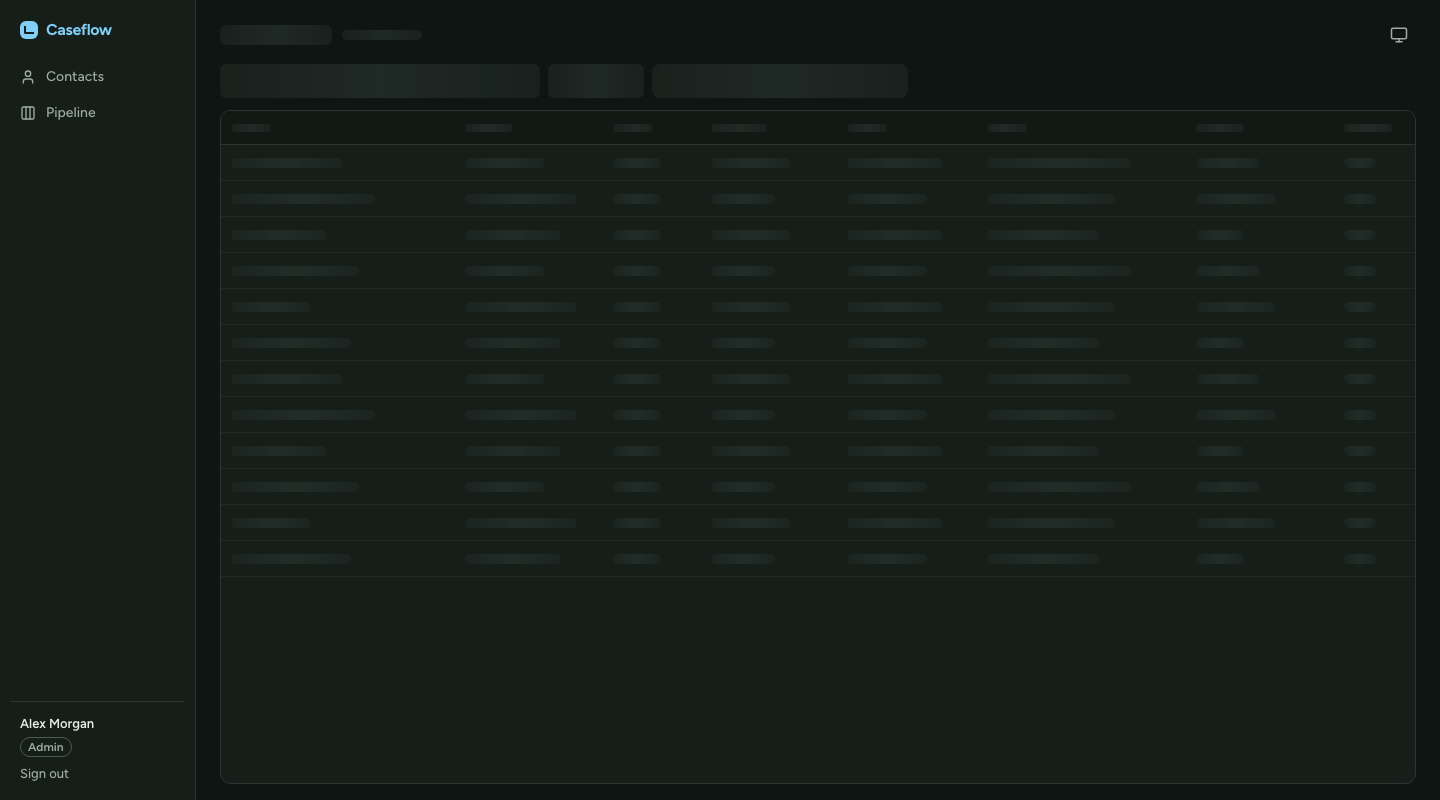 Caseflow
Contacts
Pipeline
Alex Morgan
Admin
Sign out